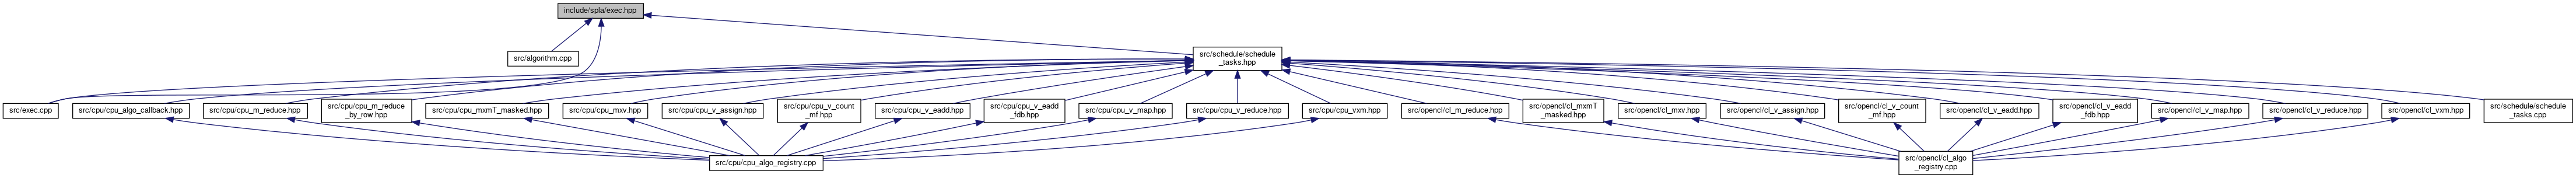 include/spla/exec.hpp
src/algorithm.cpp
src/schedule/schedule
_tasks.hpp
src/exec.cpp
src/cpu/cpu_algo_callback.hpp
src/cpu/cpu_m_reduce.hpp
src/cpu/cpu_m_reduce
_by_row.hpp
src/cpu/cpu_mxmT_masked.hpp
src/cpu/cpu_mxv.hpp
src/cpu/cpu_v_assign.hpp
src/cpu/cpu_v_count
_mf.hpp
src/cpu/cpu_v_eadd.hpp
src/cpu/cpu_v_eadd
_fdb.hpp
src/cpu/cpu_v_map.hpp
src/cpu/cpu_v_reduce.hpp
src/cpu/cpu_vxm.hpp
src/opencl/cl_m_reduce.hpp
src/opencl/cl_mxmT
_masked.hpp
src/opencl/cl_mxv.hpp
src/opencl/cl_v_assign.hpp
src/opencl/cl_v_count
_mf.hpp
src/opencl/cl_v_eadd.hpp
src/opencl/cl_v_eadd
_fdb.hpp
src/opencl/cl_v_map.hpp
src/opencl/cl_v_reduce.hpp
src/opencl/cl_vxm.hpp
src/schedule/schedule
_tasks.cpp
src/cpu/cpu_algo_registry.cpp
src/opencl/cl_algo
_registry.cpp